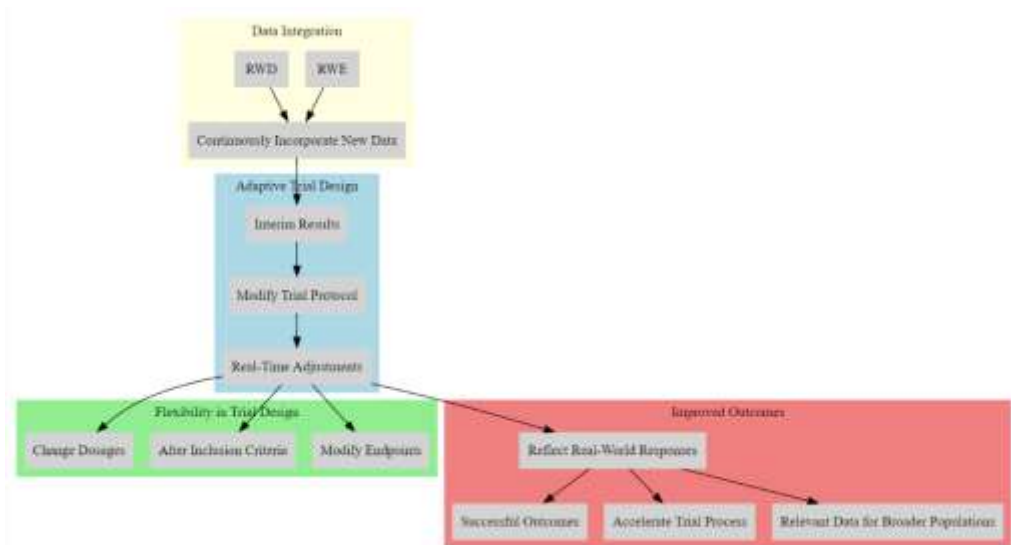 Data Integration
RWD
RWE
Continuously Incorporate New Data
Adaptive Trial Design
Interim Results
Modify Trial Protocol
Real-Time Adjustments
Flexibility in Trial Design
Change Dosages
Alter Inclusion Criteria
Modify Endpoints
Improved Outcomes
Reflect Real-World Responses
Successful Outcomes
Accelerate Trial Process
Relevant Data for Broader Populations